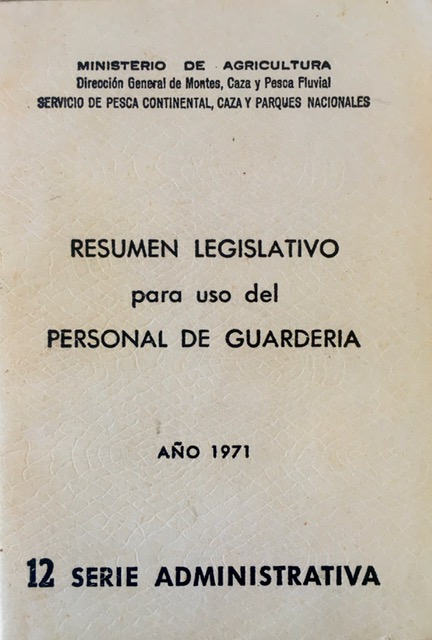 MINISTERIO DE AGRICULTURA
Dirección General de Montes, Caza y Pesca Fluvial
SERVICIO DE PESCA CONTINENTAL, CAZA Y PARQUES NACIONALES
RESUMEN LEGISLATIVO
para uso del
PERSONAL DE GUARDERIA
AÑO 1971
12 SERIE ADMINISTRATIVA